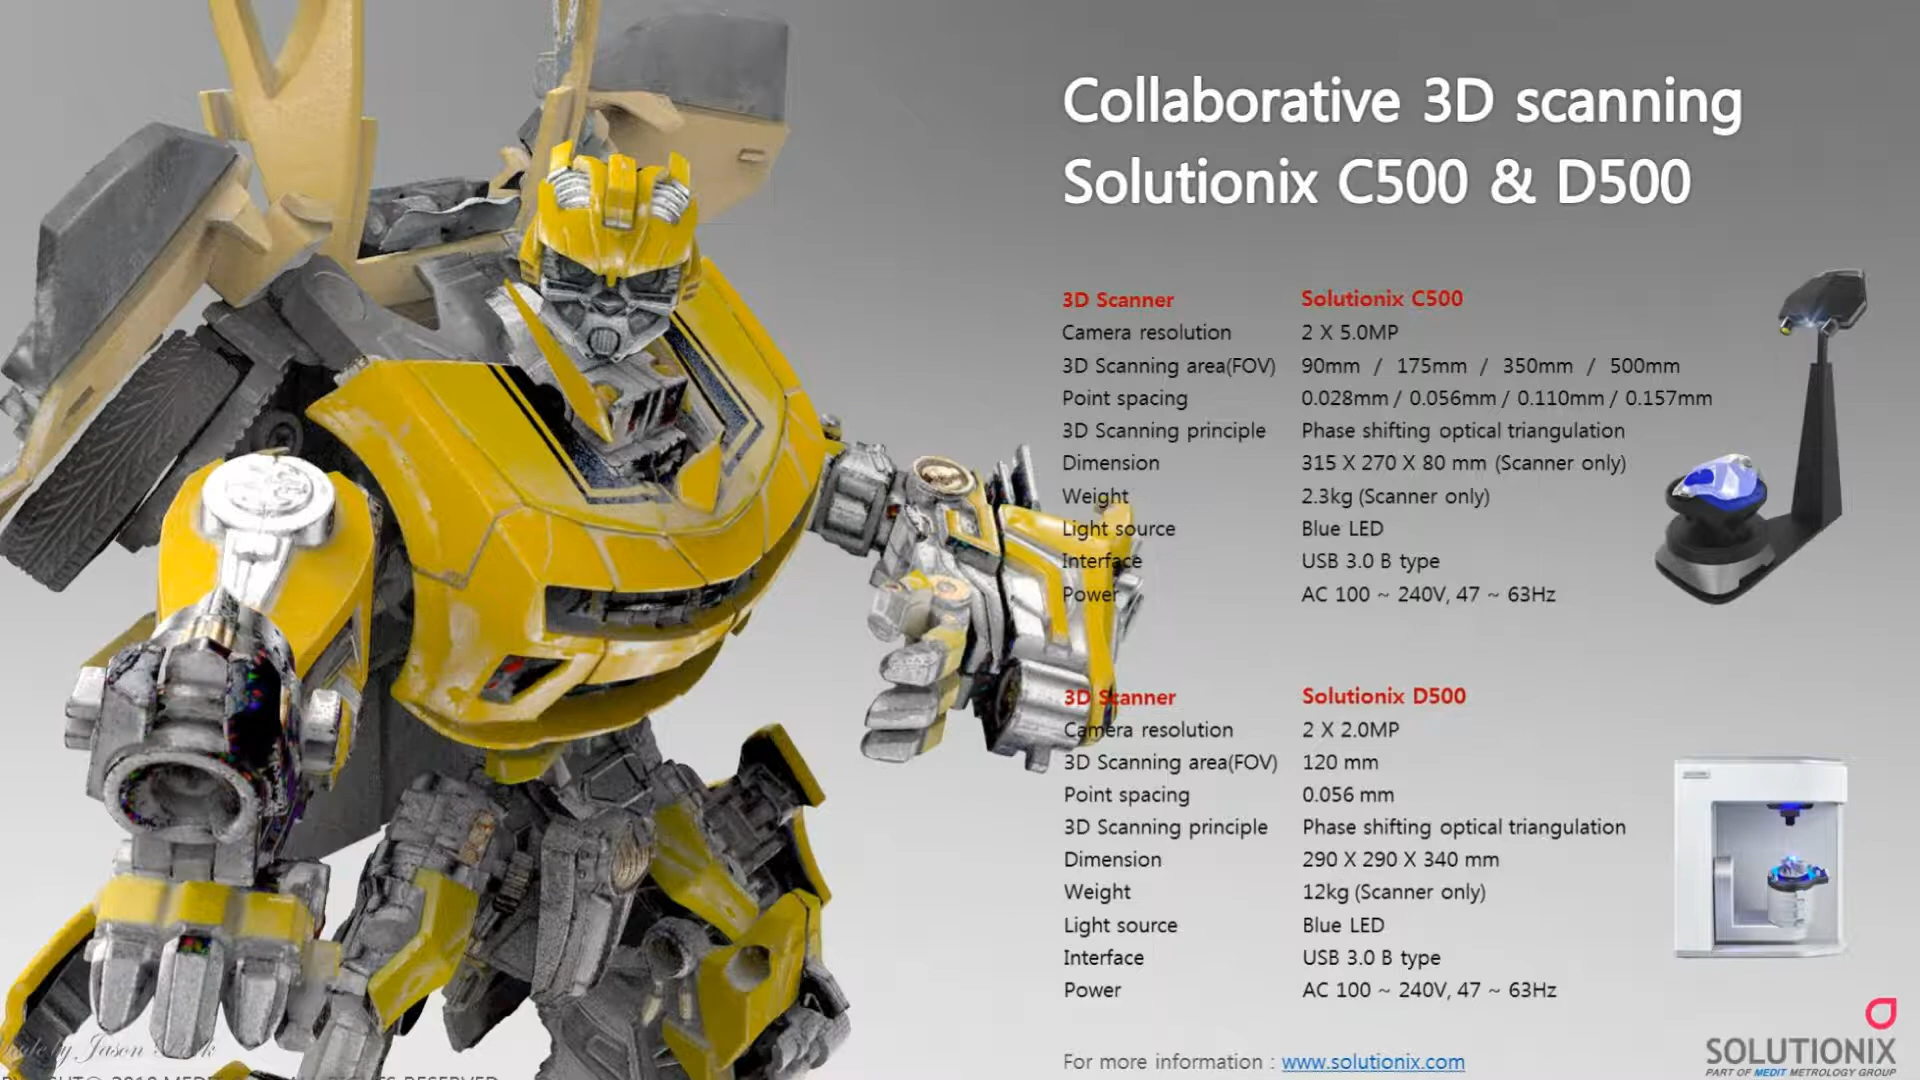 Collaborative 3D scanning
Solutionix C500 & D500
3D Scanner Solutionix C500
Camera resolution 2 X 5.0MP
3D Scanning area(FOV) 90mm / 175mm / 350mm / 500mm
Point spacing 0.028mm / 0.056mm / 0.110mm / 0.157mm
3D Scanning principle Phase shifting optical triangulation
Dimension 315 X 270 X 80 mm (Scanner only)
Weight 2.3kg (Scanner only)
Light source Blue LED
Interface USB 3.0 B type
Power AC 100 ~ 240V, 47 ~ 63Hz
3D Scanner Solutionix D500
Camera resolution 2 X 2.0MP
3D Scanning area(FOV) 120 mm
Point spacing 0.056 mm
3D Scanning principle Phase shifting optical triangulation
Dimension 290 X 290 X 340 mm
Weight 12kg (Scanner only)
Light source Blue LED
Interface USB 3.0 B type
Power AC 100 ~ 240V, 47 ~ 63Hz
For more information : www.solutionix.com
SOLUTIONIX
PART OF MEDIT METROLOGY GROUP
by Jason